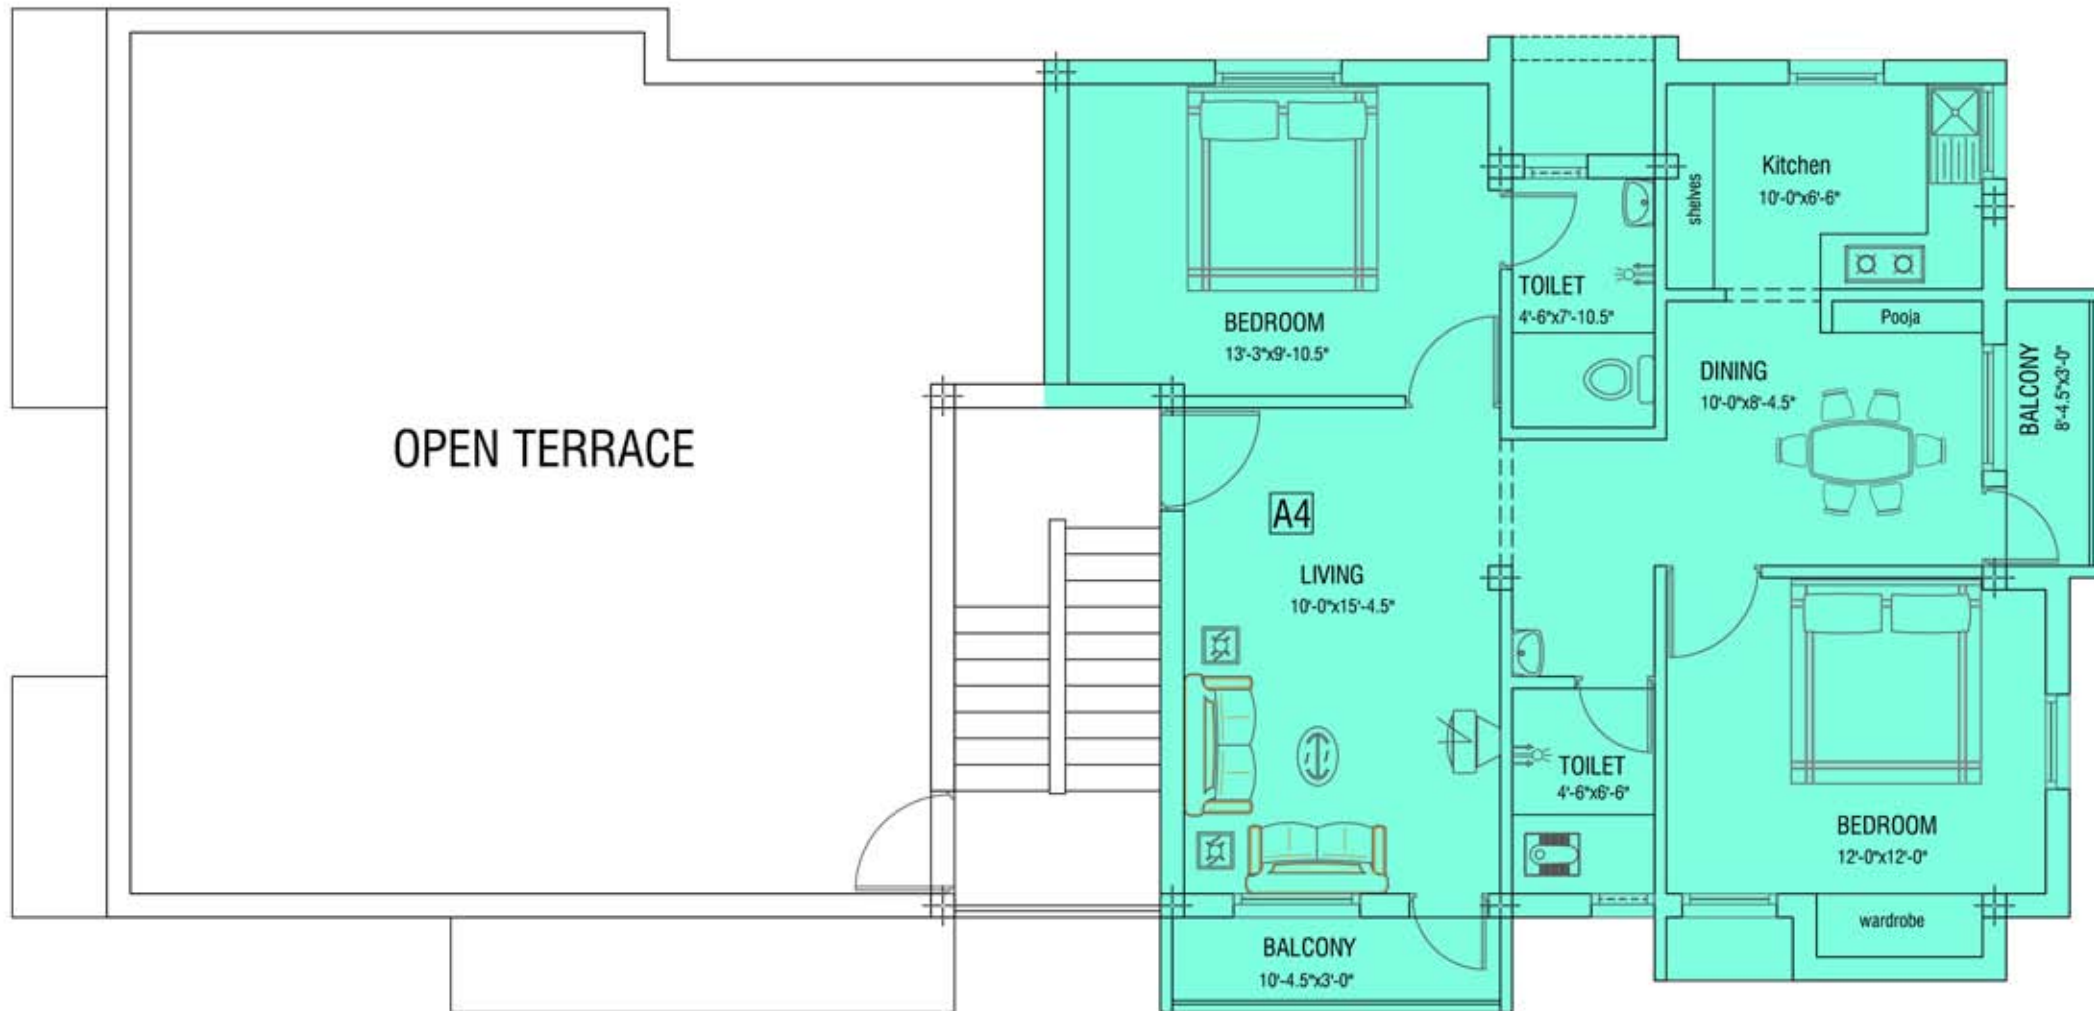 OPEN TERRACE
BEDROOM
13'-3"x9'-10.5"
TOILET
4'-6"x7'-10.5"
shelves
Kitchen
10'-0"x6'-6"
Pooja
DINING
10'-0"x8'-4.5"
BALCONY
8'-4.5"x3'-0"
A4
LIVING
10'-0"x15'-4.5"
TOILET
4'-6"x6'-6"
BEDROOM
12'-0"x12'-0"
wardrobe
BALCONY
10'-4.5"x3'-0"